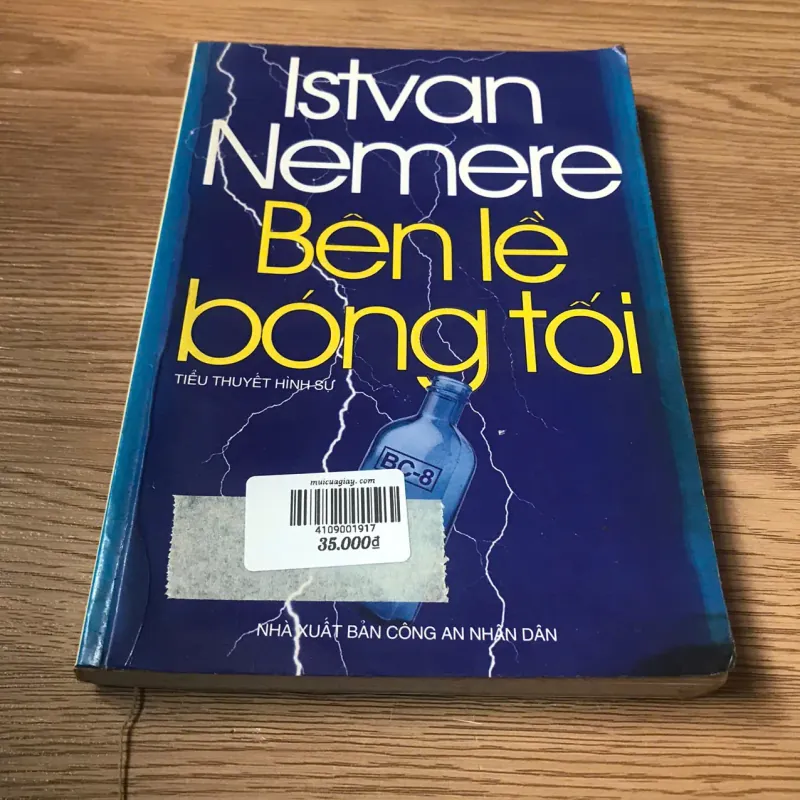 Istvan
Nemere
Bên lề
bóng tối
TIỂU THUYẾT HÌNH SỰ
BC-8
muicuagiay.com
4109001917
35.000₫
NHÀ XUẤT BẢN CÔNG AN NHÂN DÂN